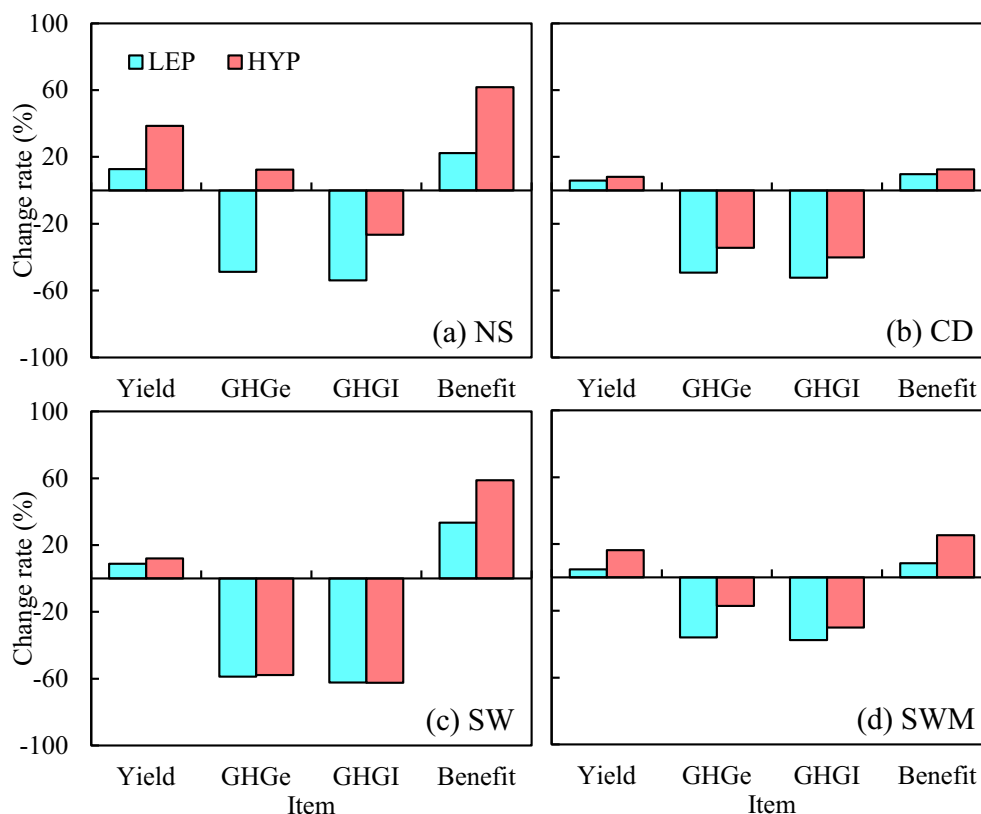 100
60
20
-20
-60
-100
Change rate (%)
LEP HYP
(a) NS
Yield GHGe GHGI Benefit
(b) CD
Yield GHGe GHGI Benefit
100
60
20
-20
-60
-100
Change rate (%)
(c) SW
Yield GHGe GHGI Benefit
Item
(d) SWM
Yield GHGe GHGI Benefit
Item